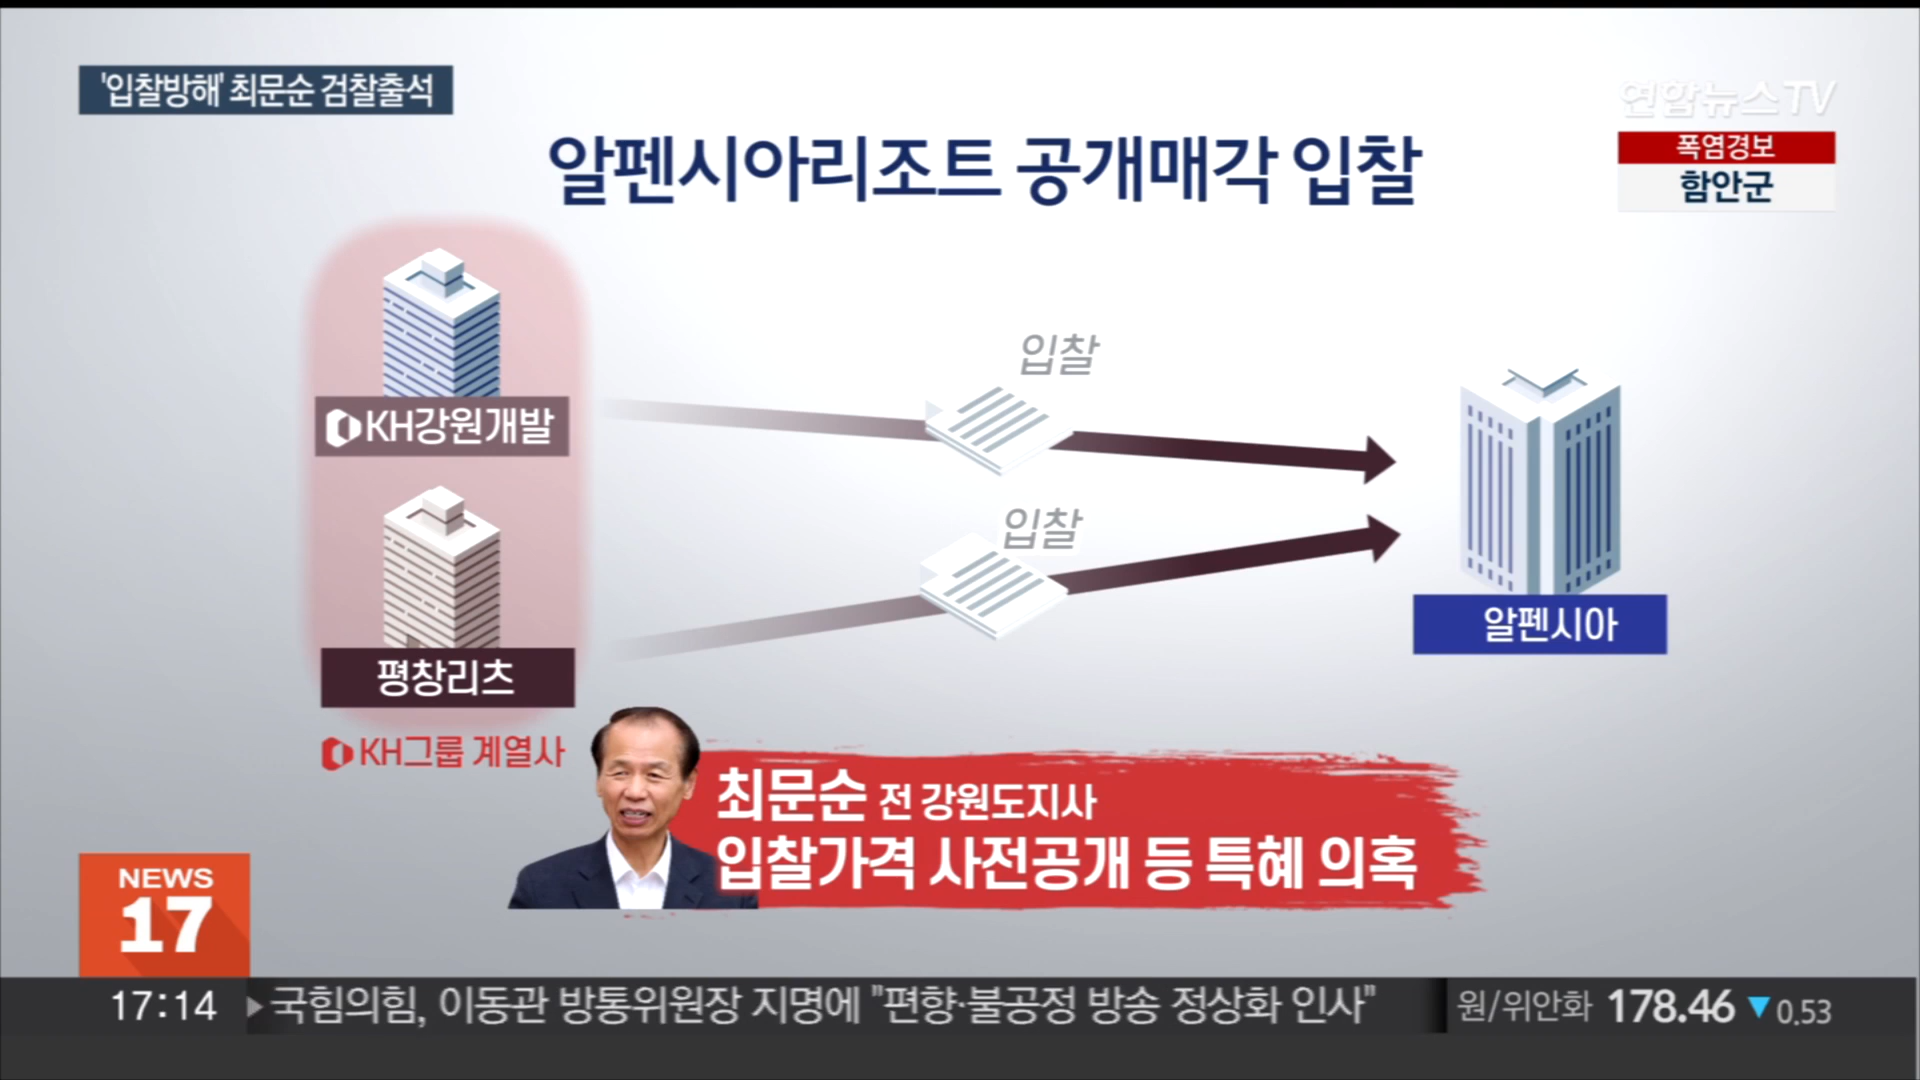 '입찰방해' 최문순 검찰출석
연합뉴스TV
폭염경보
함안군
알펜시아리조트 공개매각 입찰
입찰
KH강원개발
입찰
알펜시아
평창리츠
KH그룹 계열사
최문순 전 강원도지사
입찰가격 사전공개 등 특혜 의혹
NEWS
17
17:14
국힘의힘, 이동관 방통위원장 지명에 "편향·불공정 방송 정상화 인사"
원/위안화 178.46 ▼ 0.53